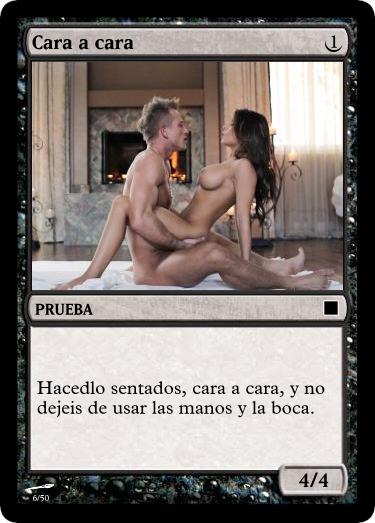 Cara a cara 1
PRUEBA
Hacedlo sentados, cara a cara, y no
dejeis de usar las manos y la boca.
4/4
6/50